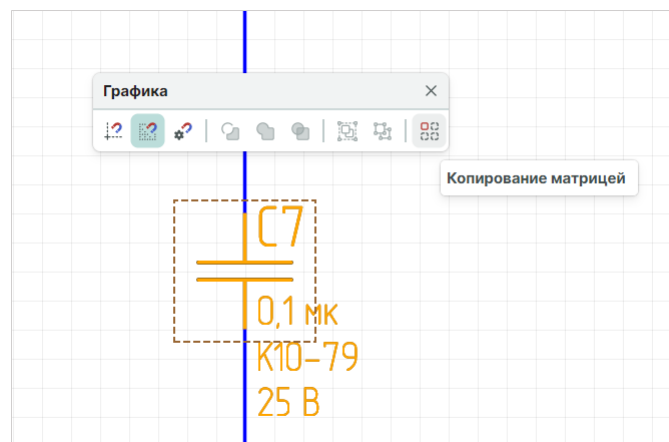 Графика
Копирование матрицей
C7
0,1 мк
К10-79
25 В